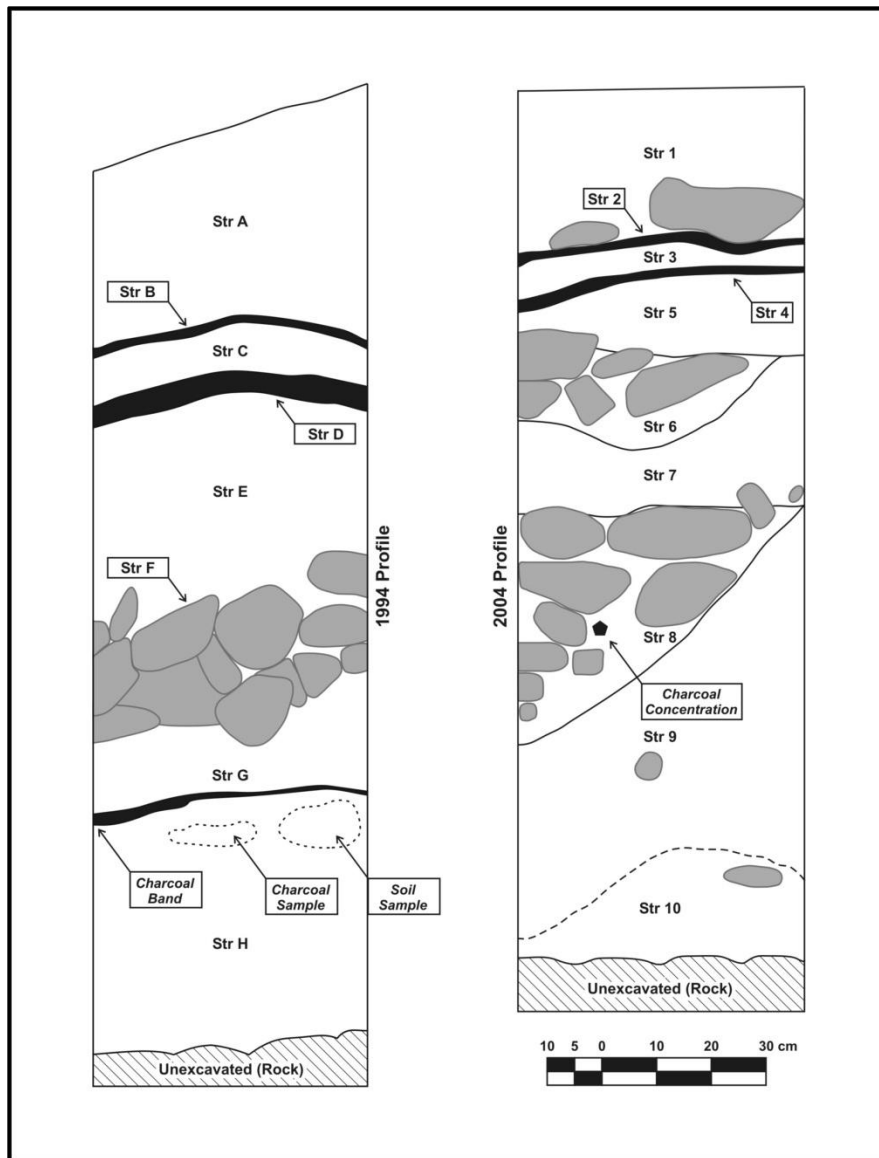 Str A
Str B
Str C
Str D
Str E
Str F
Str G
Charcoal
Band
Charcoal
Sample
Soil
Sample
Str H
Unexcavated (Rock)
1994 Profile
2004 Profile
Str 1
Str 2
Str 3
Str 4
Str 5
Str 6
Str 7
Str 8
Charcoal
Concentration
Str 9
Str 10
Unexcavated (Rock)
10 5 0 10 20 30 cm